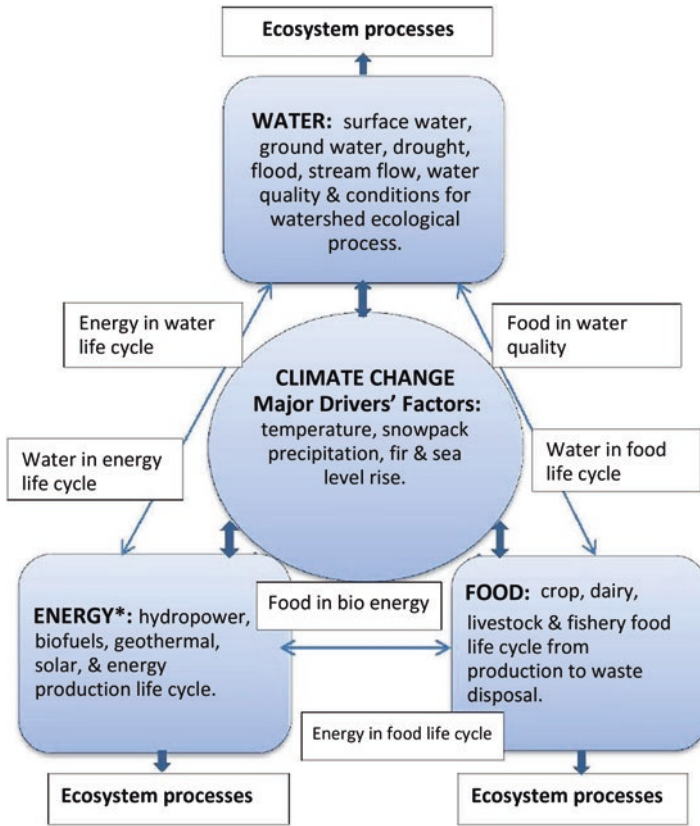 Ecosystem processes
WATER: surface water,
ground water, drought,
flood, stream flow, water
quality & conditions for
watershed ecological
process.
Energy in water
life cycle
Food in water
quality
CLIMATE CHANGE
Major Drivers’ Factors:
temperature, snowpack
precipitation, fir & sea
level rise.
Water in energy
life cycle
Water in food
life cycle
ENERGY*: hydropower,
biofuels, geothermal,
solar, & energy
production life cycle.
Food in bio energy
FOOD: crop, dairy,
livestock & fishery food
life cycle from
production to waste
disposal.
Energy in food life cycle
Ecosystem processes
Ecosystem processes